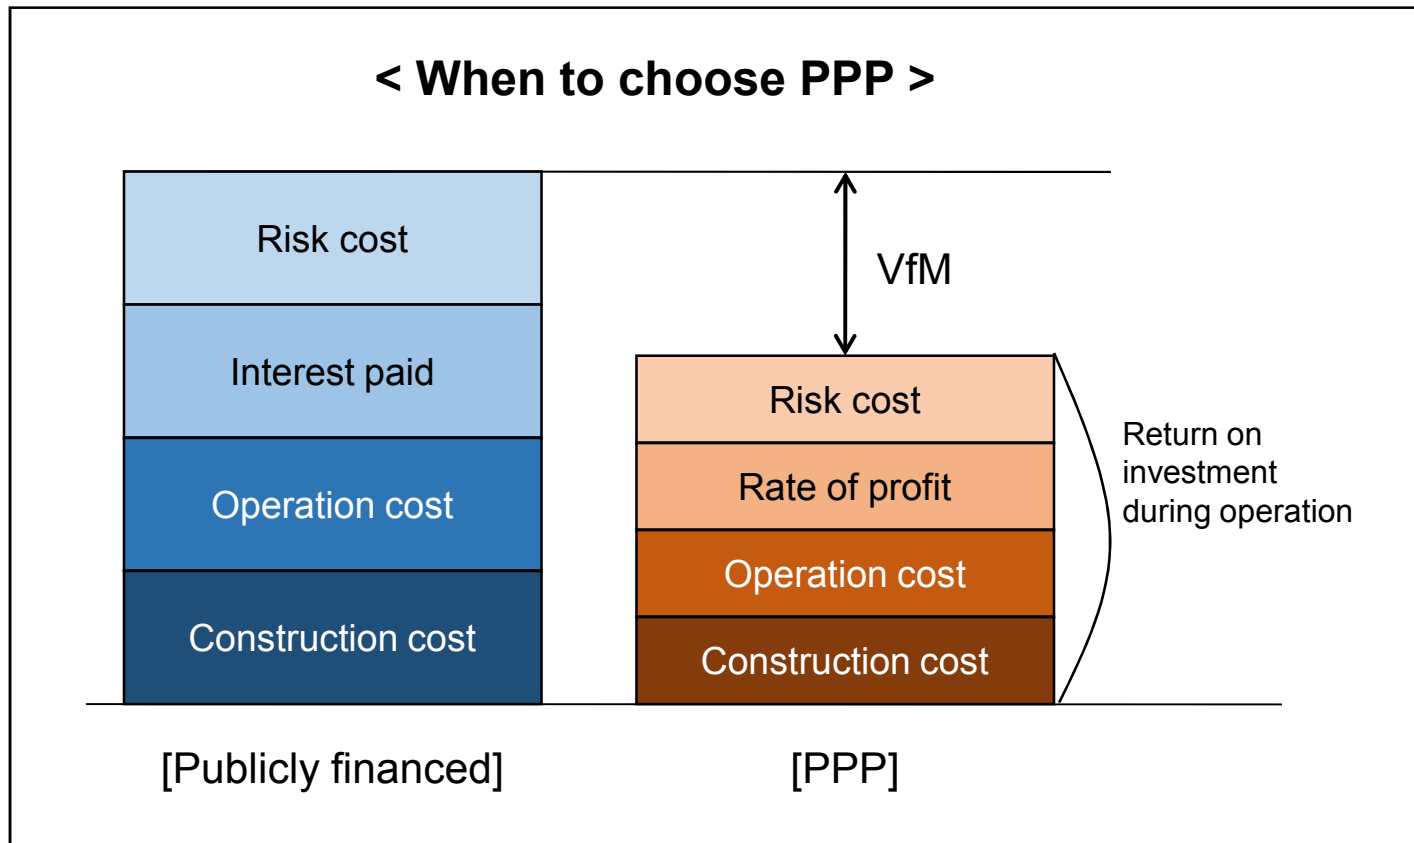 < When to choose PPP >
Risk cost
Interest paid
Operation cost
Construction cost
VfM
Risk cost
Rate of profit
Operation cost
Construction cost
Return on
investment
during operation
[Publicly financed]
[PPP]